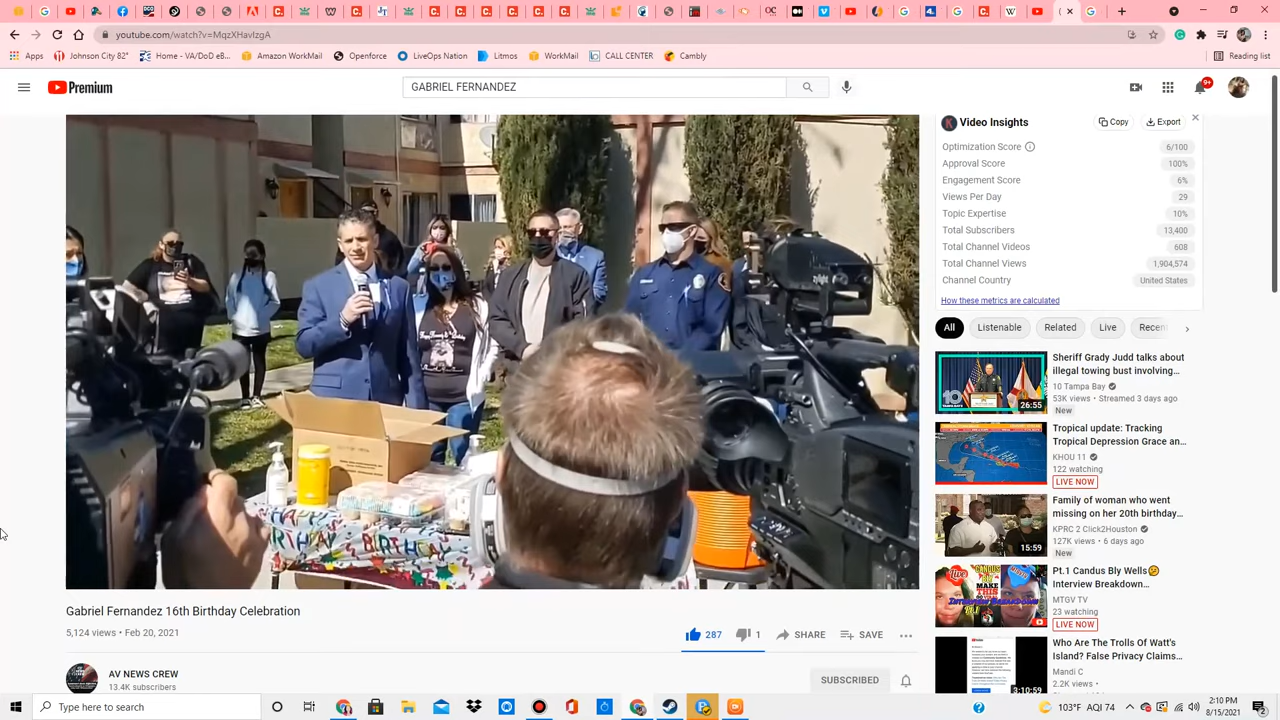 youtube.com/watch?v=MqzXHavIzgA
Apps
Johnson City 82°
Home - VA/DoD eB...
Amazon WorkMail
Openforce
LiveOps Nation
Litmos
WorkMail
CALL CENTER
Cambly
Reading list
Premium
GABRIEL FERNANDEZ
9+
Video Insights
Copy
Export
Optimization Score
6/100
Approval Score
100%
Engagement Score
6%
Views Per Day
29
Topic Expertise
10%
Total Subscribers
13,400
Total Channel Videos
608
Total Channel Views
1,904,574
Channel Country
United States
How these metrics are calculated
All
Listenable
Related
Live
Recen
Sheriff Grady Judd talks about
illegal towing bust involving...
10 Tampa Bay
53K views • Streamed 3 days ago
New
26:55
Tropical update: Tracking
Tropical Depression Grace an...
KHOU 11
122 watching
LIVE NOW
Family of woman who went
missing on her 20th birthday...
KPRC 2 Click2Houston
127K views • 6 days ago
New
15:59
Pt.1 Candus Bly Wells🤔
Interview Breakdown...
MTGV TV
23 watching
LIVE NOW
Who Are The Trolls Of Watt's
Island? False Privacy Claims...
Mandi C
2.2K views •
3:10:59
Gabriel Fernandez 16th Birthday Cele
5,124 views • Feb 20, 2021
287
1
SHARE
SAVE
EWS CREW
13.4K subscribers
SUBSCRIBED
Type here to search
103°F AQI 74
2:10 PM
8/15/2021